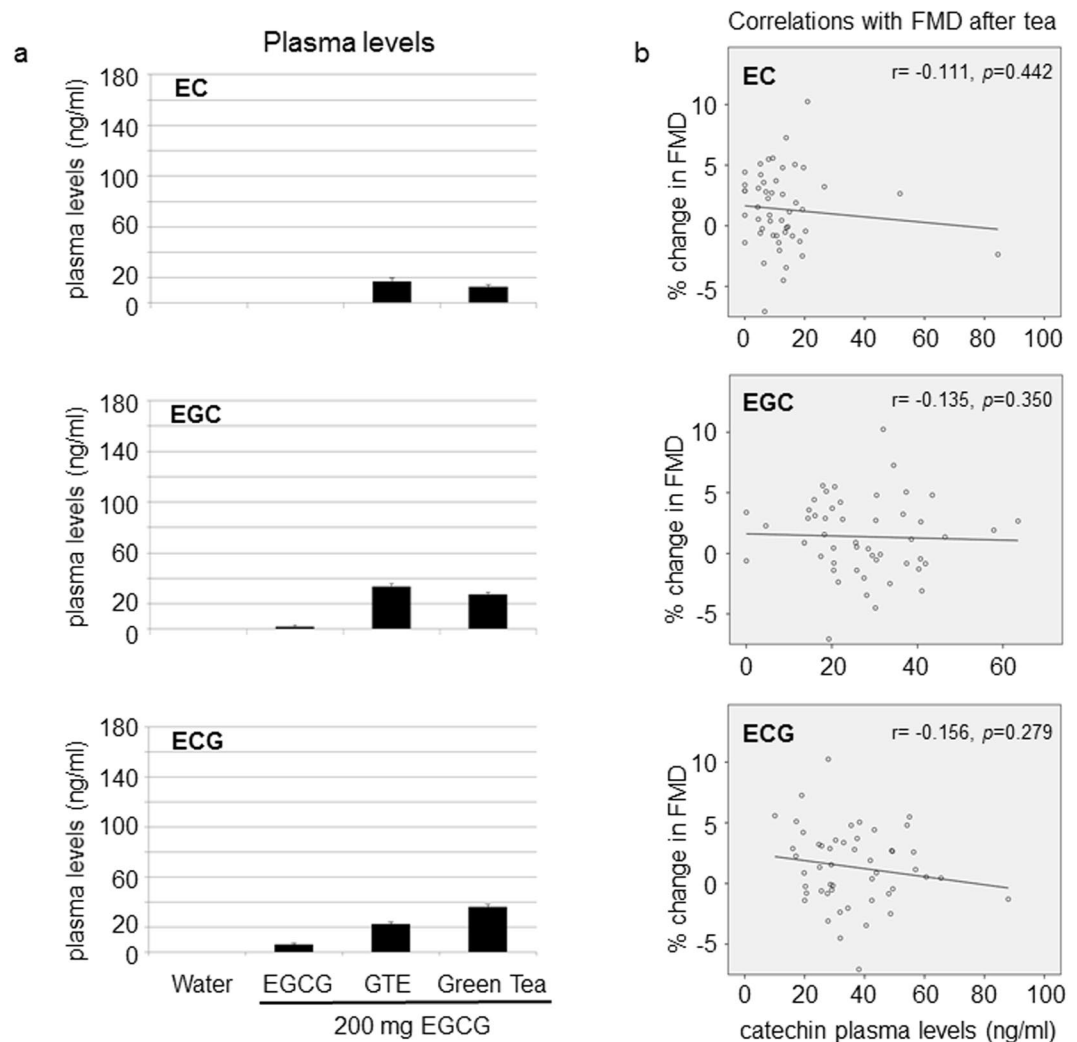 a
Plasma levels
plasma levels (ng/ml)
180
140
100
60
20
0
EC
plasma levels (ng/ml)
180
140
100
60
20
0
EGC
plasma levels (ng/ml)
180
140
100
60
20
0
ECG
Water EGCG GTE Green Tea
200 mg EGCG
b
Correlations with FMD after tea
EC
r= -0.111, p=0.442
% change in FMD
10
5
0
-5
0 20 40 60 80 100
EGC
r= -0.135, p=0.350
% change in FMD
10
5
0
-5
0 20 40 60
ECG
r= -0.156, p=0.279
% change in FMD
10
5
0
-5
0 20 40 60 80 100
catechin plasma levels (ng/ml)